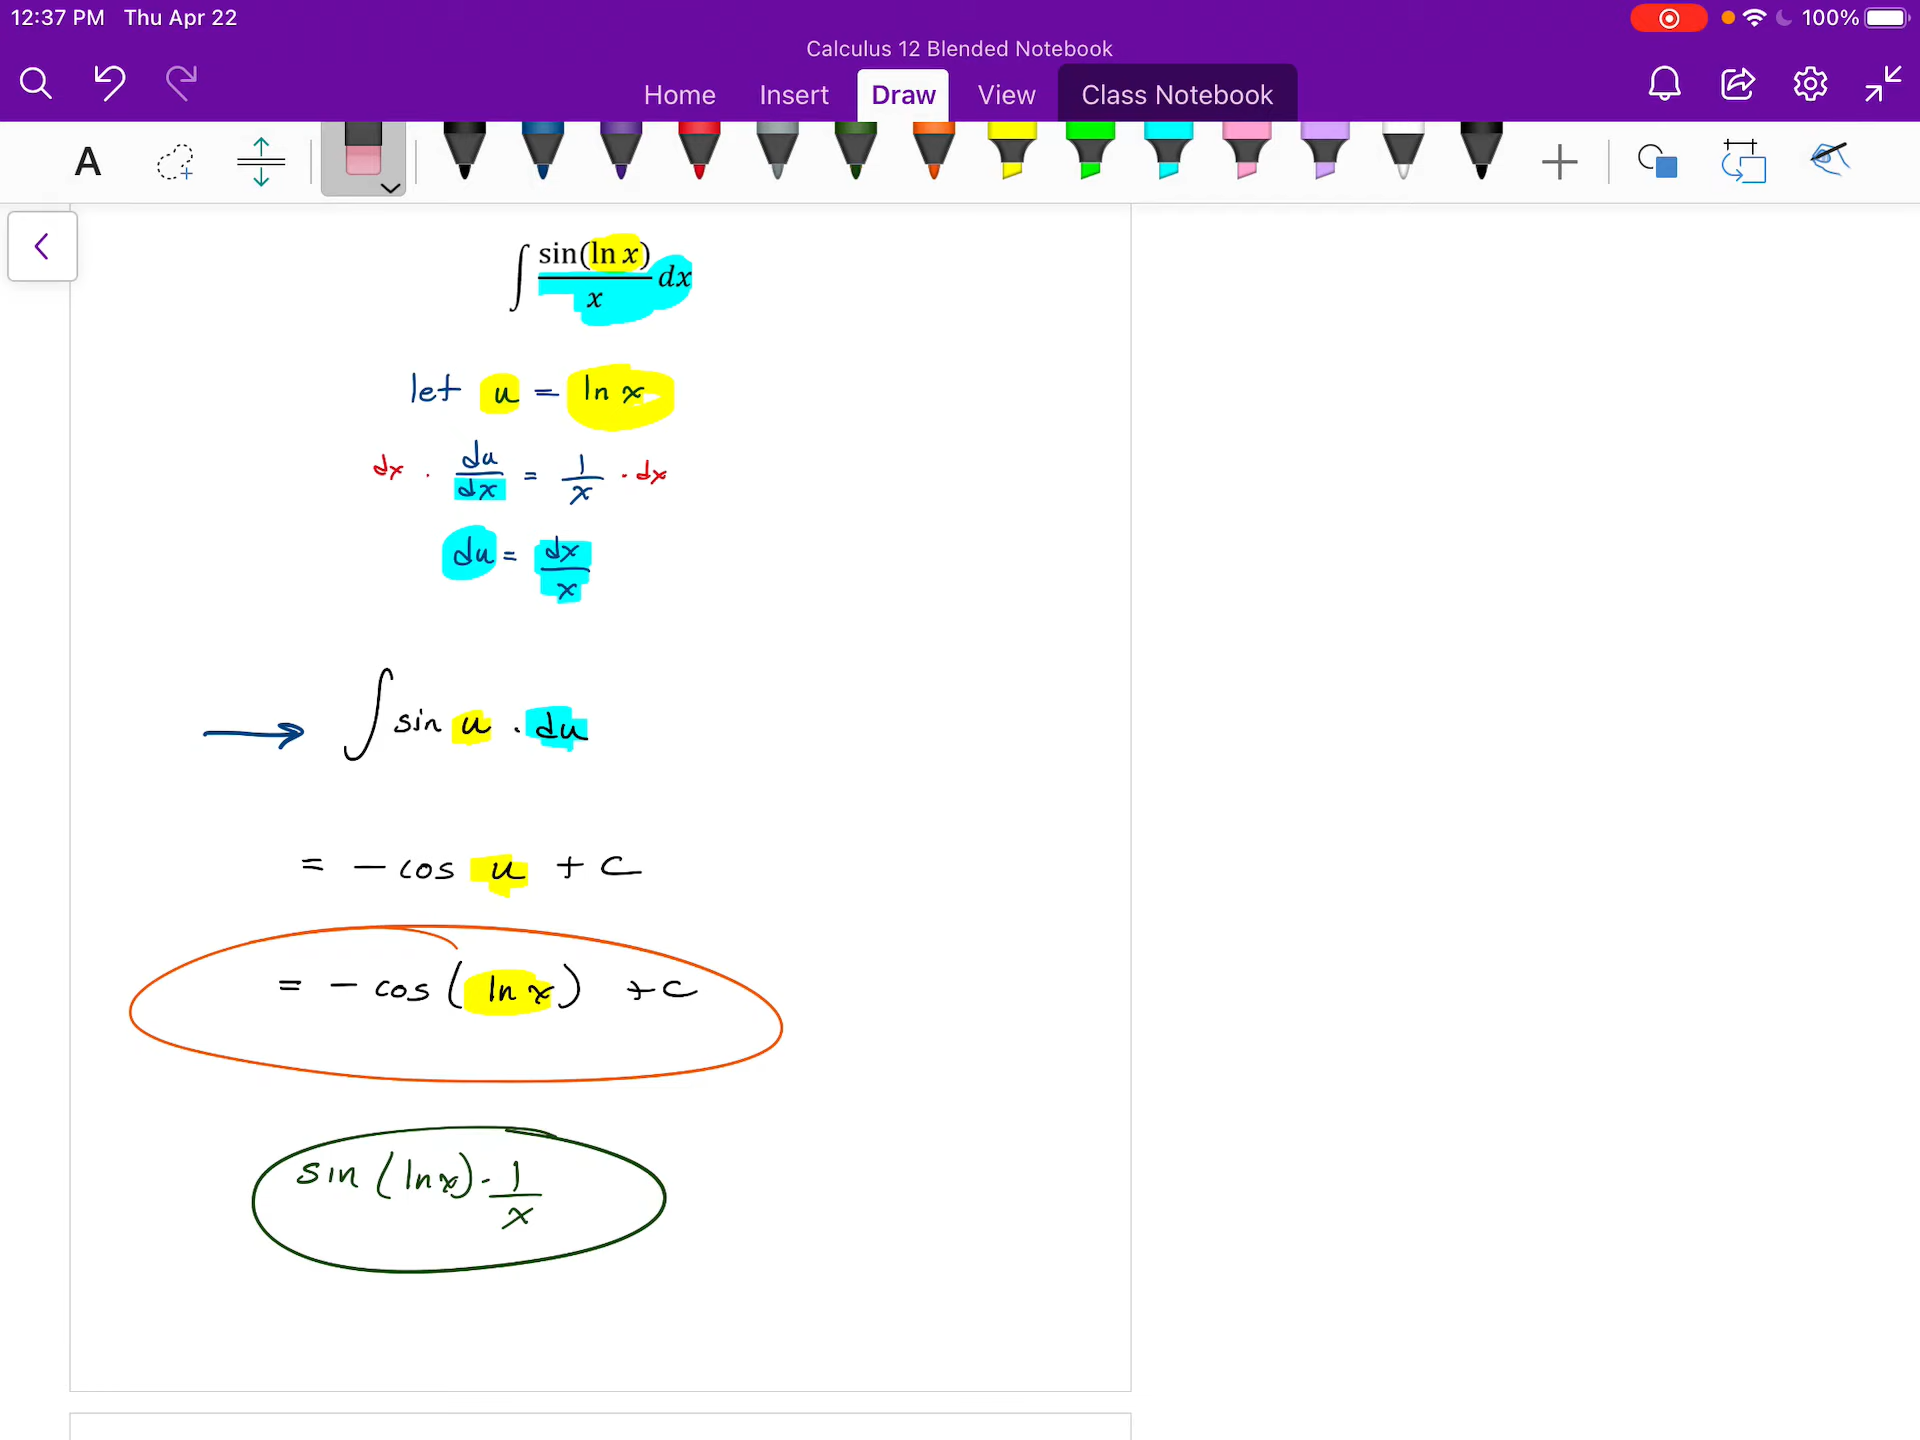 12:37 PM Thu Apr 22
100%
Calculus 12 Blended Notebook
Home Insert Draw View Class Notebook
A
∫ sin(ln x)/x dx
let u = ln x
dx · du/dx = 1/x · dx
du = dx/x
→ ∫ sin u · du
= − cos u + C
= − cos (ln x) + C
sin (ln x) · 1/x